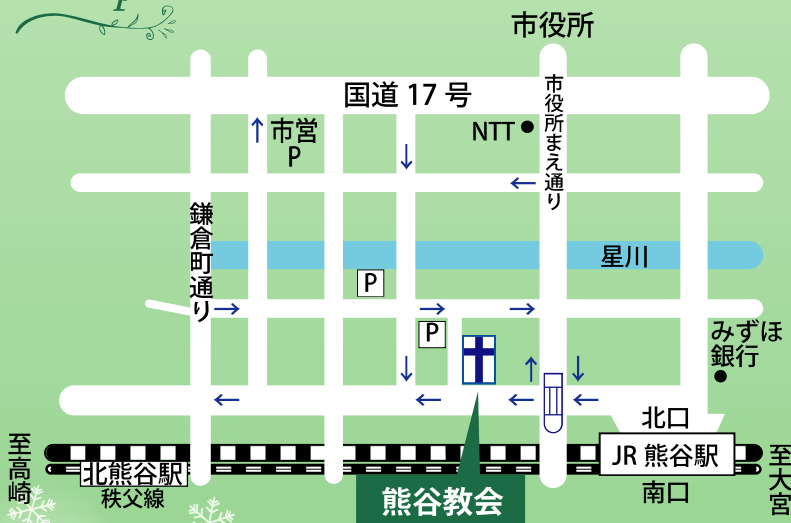 市役所
国道 17 号
市役所まえ通り
NTT
市営
P
鎌倉町通り
星川
P
P
みずほ
銀行
北口
JR 熊谷駅
南口
至大宮
至高崎
北熊谷駅
秩父線
熊谷教会